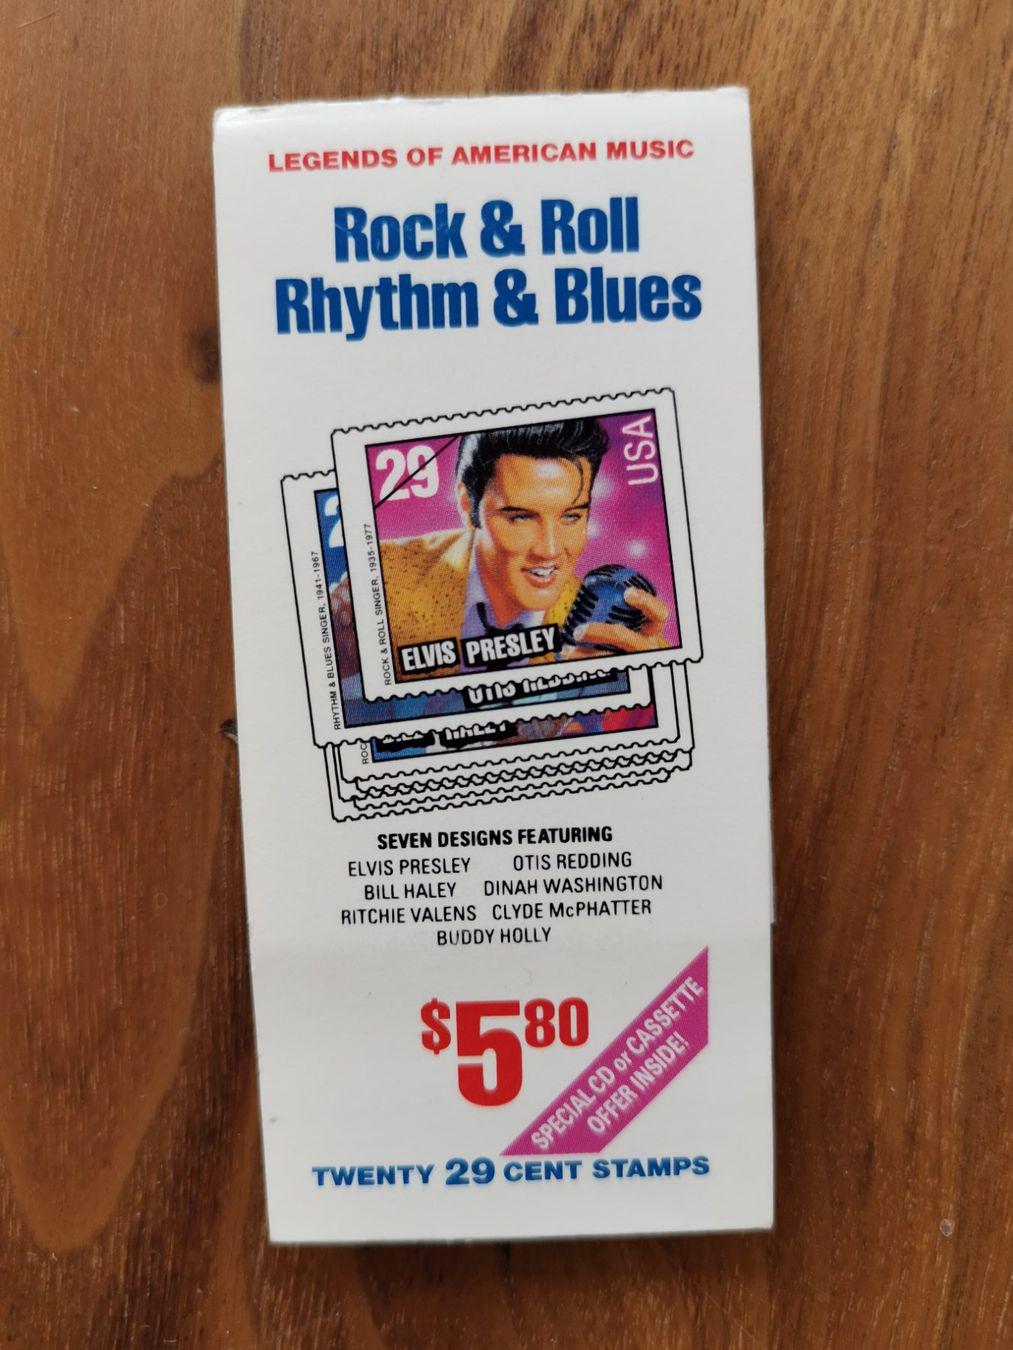 LEGENDS OF AMERICAN MUSIC
Rock & Roll
Rhythm & Blues
29
USA
ROCK & ROLL SINGER, 1935-1977
ELVIS PRESLEY
RHYTHM & BLUES SINGER, 1941-1967
SEVEN DESIGNS FEATURING
ELVIS PRESLEY OTIS REDDING
BILL HALEY DINAH WASHINGTON
RITCHIE VALENS CLYDE McPHATTER
BUDDY HOLLY
$5 80
SPECIAL CD or CASSETTE
OFFER INSIDE!
TWENTY 29 CENT STAMPS